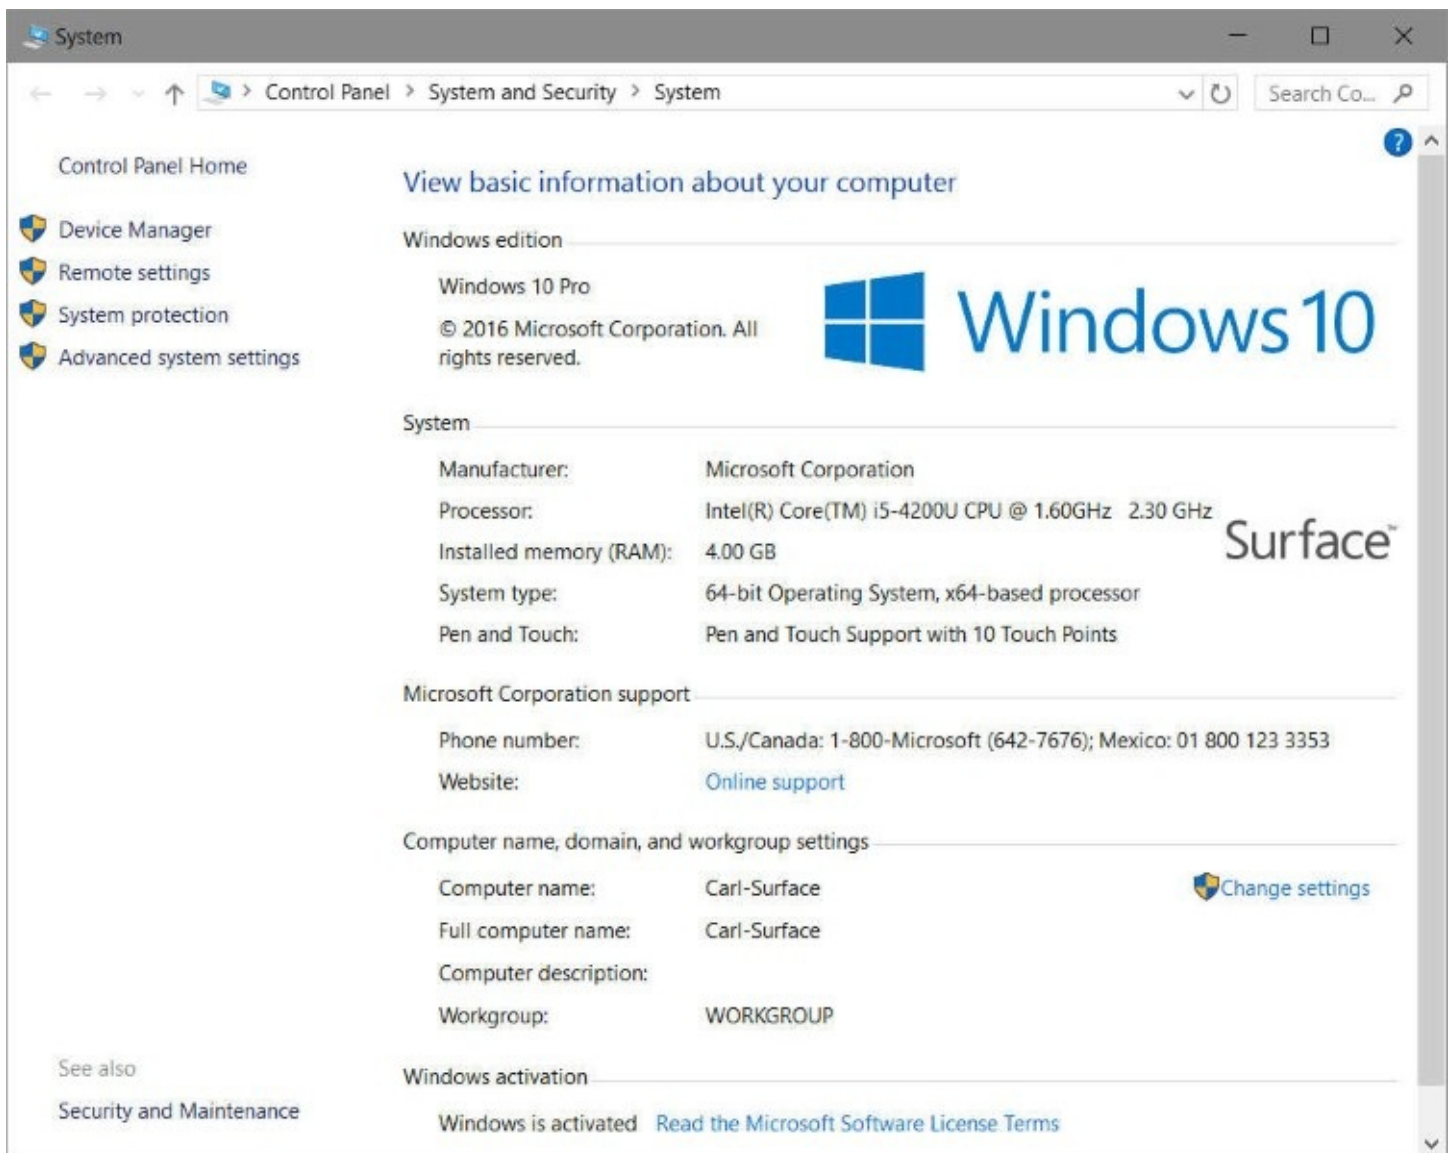 System
Control Panel > System and Security > System
Search Co...
Control Panel Home
Device Manager
Remote settings
System protection
Advanced system settings
View basic information about your computer
Windows edition
Windows 10 Pro
© 2016 Microsoft Corporation. All
rights reserved.
Windows 10
System
Manufacturer: Microsoft Corporation
Processor: Intel(R) Core(TM) i5-4200U CPU @ 1.60GHz 2.30 GHz
Installed memory (RAM): 4.00 GB
System type: 64-bit Operating System, x64-based processor
Pen and Touch: Pen and Touch Support with 10 Touch Points
Surface™
Microsoft Corporation support
Phone number: U.S./Canada: 1-800-Microsoft (642-7676); Mexico: 01 800 123 3353
Website: Online support
Computer name, domain, and workgroup settings
Computer name: Carl-Surface
Change settings
Full computer name: Carl-Surface
Computer description:
Workgroup: WORKGROUP
Windows activation
Windows is activated Read the Microsoft Software License Terms
See also
Security and Maintenance